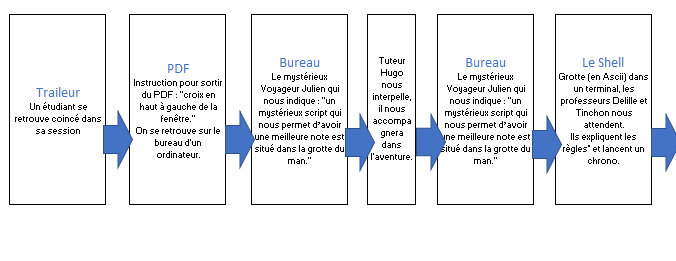 Traileur
Un étudiant se
retrouve coincé dans
sa session
PDF
Instruction pour sortir
du PDF : "croix en
haut à gauche de la
fenêtre."
On se retrouve sur le
bureau d'un
ordinateur.
Bureau
Le mystérieux
Voyageur Julien qui
nous indique : "un
mystérieux script qui
nous permet d'avoir
une meilleure note est
situé dans la grotte du
man."
Tuteur
Hugo
nous
interpelle,
il nous
accompa
gnera
dans
l'aventure.
Bureau
Le mystérieux
Voyageur Julien qui
nous indique : "un
mystérieux script qui
nous permet d'avoir
une meilleure note est
situé dans la grotte du
man."
Le Shell
Grotte (en Ascii) dans
un terminal, les
professeurs Delille et
Tinchon nous
attendent.
Ils expliquent les
règles" et lancent un
chrono.